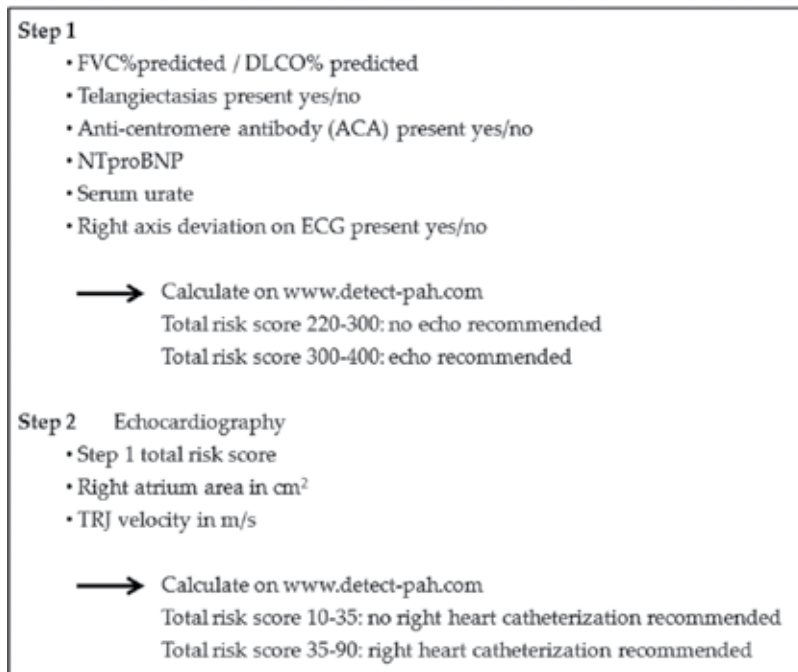 Step 1
• FVC%predicted / DLCO% predicted
• Telangiectasias present yes/no
• Anti-centromere antibody (ACA) present yes/no
• NTproBNP
• Serum urate
• Right axis deviation on ECG present yes/no
Calculate on www.detect-pah.com
Total risk score 220-300: no echo recommended
Total risk score 300-400: echo recommended
Step 2 Echocardiography
• Step 1 total risk score
• Right atrium area in cm²
• TRJ velocity in m/s
Calculate on www.detect-pah.com
Total risk score 10-35: no right heart catheterization recommended
Total risk score 35-90: right heart catheterization recommended